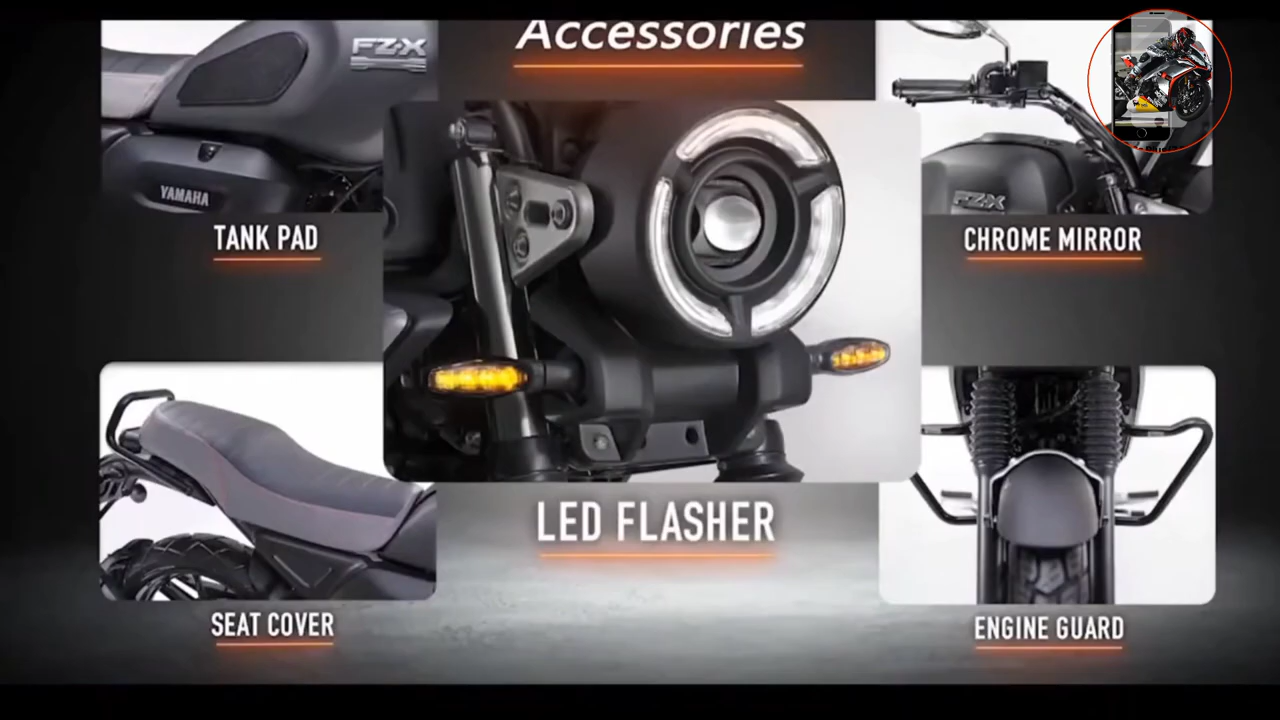 Accessories
FZ-X
YAMAHA
TANK PAD
FZ-X
CHROME MIRROR
LED FLASHER
SEAT COVER
ENGINE GUARD